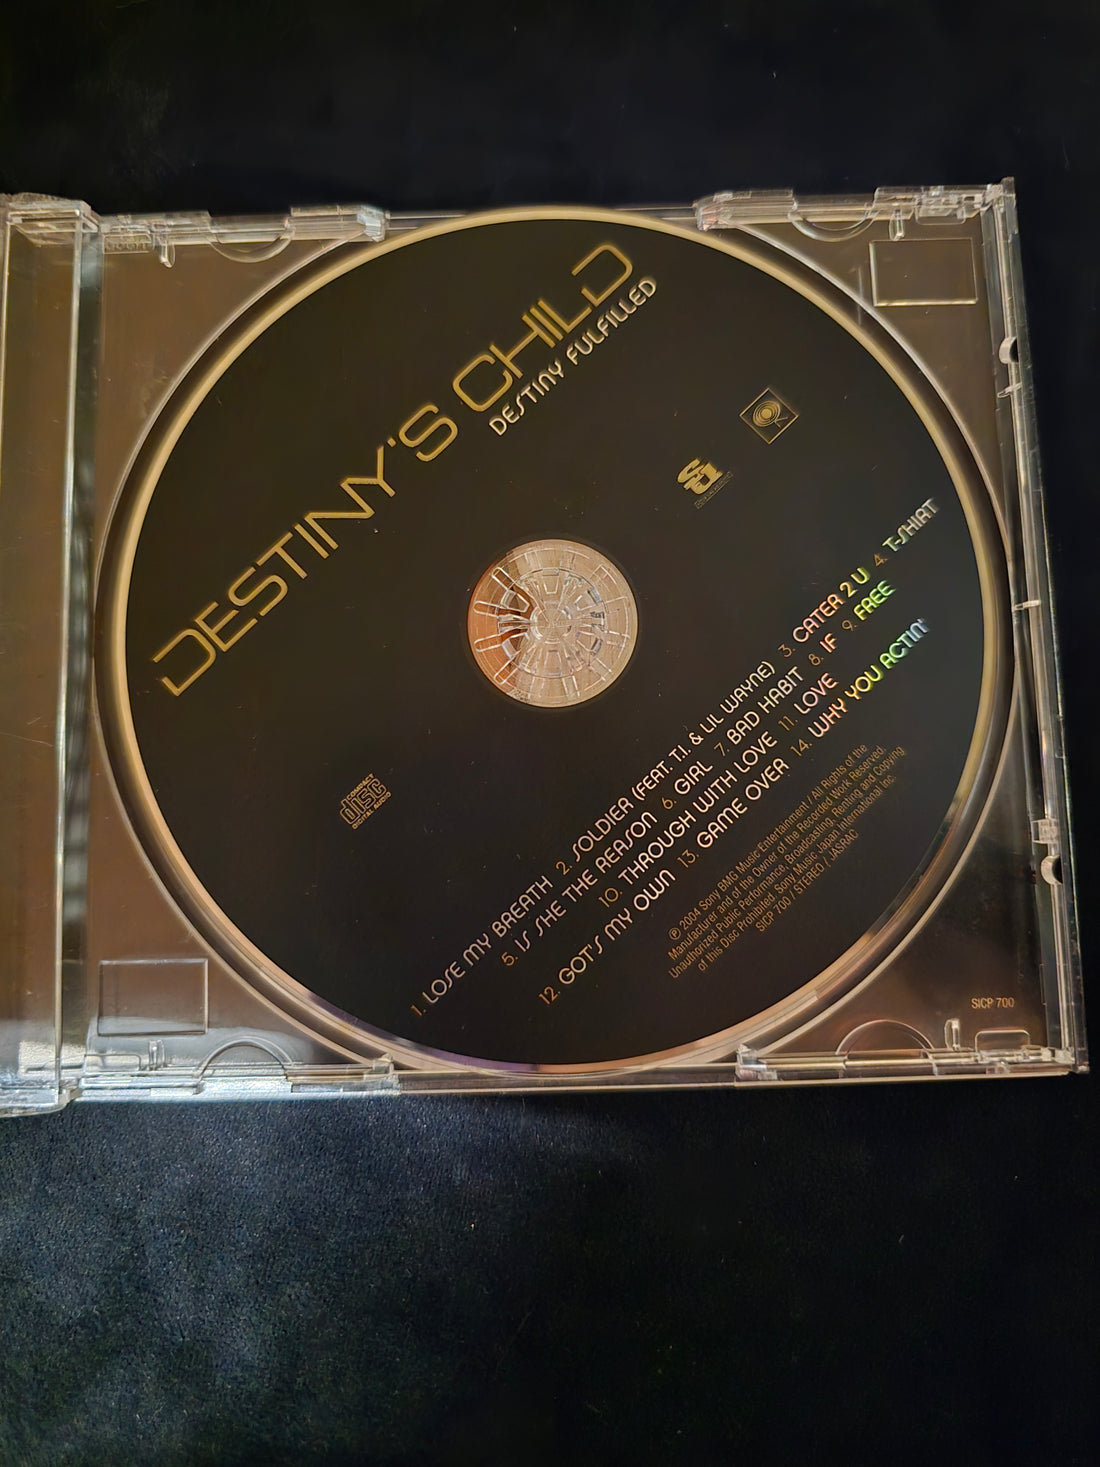 DESTINY'S CHILD
DESTINY FULFILLED
COMPACT
disc
DIGITAL AUDIO
1. LOSE MY BREATH 2. SOLDIER (FEAT. T.I. & LIL WAYNE) 3. CATER 2 U 4. T-SHIRT
5. IS SHE THE REASON 6. GIRL 7. BAD HABIT 8. IF 9. FREE
10. THROUGH WITH LOVE 11. LOVE
12. GOT'S MY OWN 13. GAME OVER 14. WHY YOU ACTIN'
℗ 2004 Sony BMG Music Entertainment / All Rights of the
Manufacturer and of the Owner of the Recorded Work Reserved.
Unauthorized Public Performance, Broadcasting, Renting and Copying
of this Disc Prohibited. Sony Music Japan International Inc.
SICP 700 / STEREO / JASRAC
SICP 700